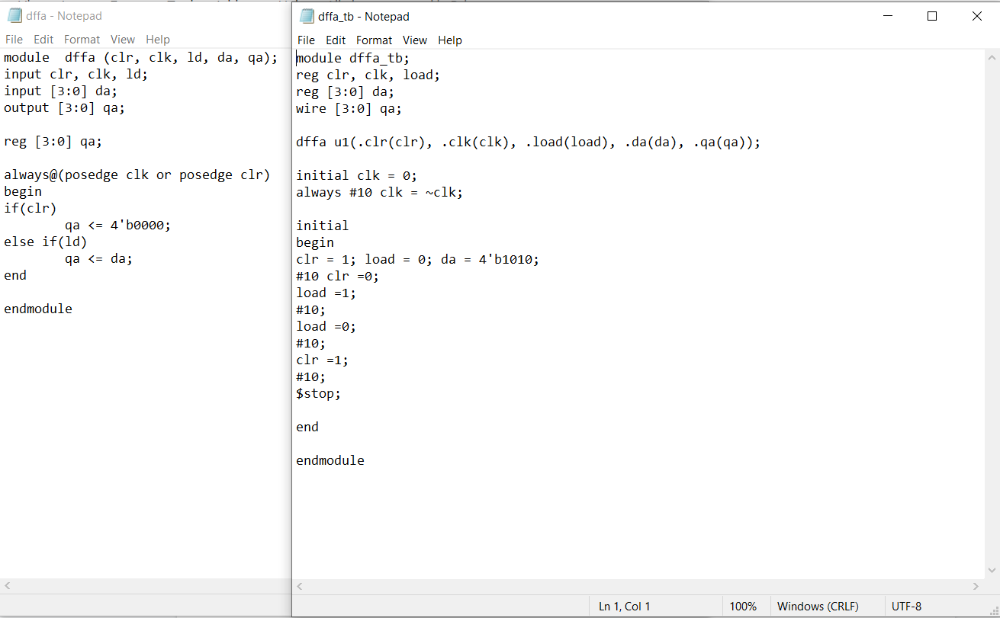 dffa - Notepad
File Edit Format View Help
module  dffa (clr, clk, ld, da, qa);
input clr, clk, ld;
input [3:0] da;
output [3:0] qa;
reg [3:0] qa;
always@(posedge clk or posedge clr)
begin
if(clr)
        qa <= 4'b0000;
else if(ld)
        qa <= da;
end
endmodule
dffa_tb - Notepad
File Edit Format View Help
module dffa_tb;
reg clr, clk, load;
reg [3:0] da;
wire [3:0] qa;
dffa u1(.clr(clr), .clk(clk), .load(load), .da(da), .qa(qa));
initial clk = 0;
always #10 clk = ~clk;
initial
begin
clr = 1; load = 0; da = 4'b1010;
#10 clr =0;
load =1;
#10;
load =0;
#10;
clr =1;
#10;
$stop;
end
endmodule
Ln 1, Col 1 100% Windows (CRLF) UTF-8